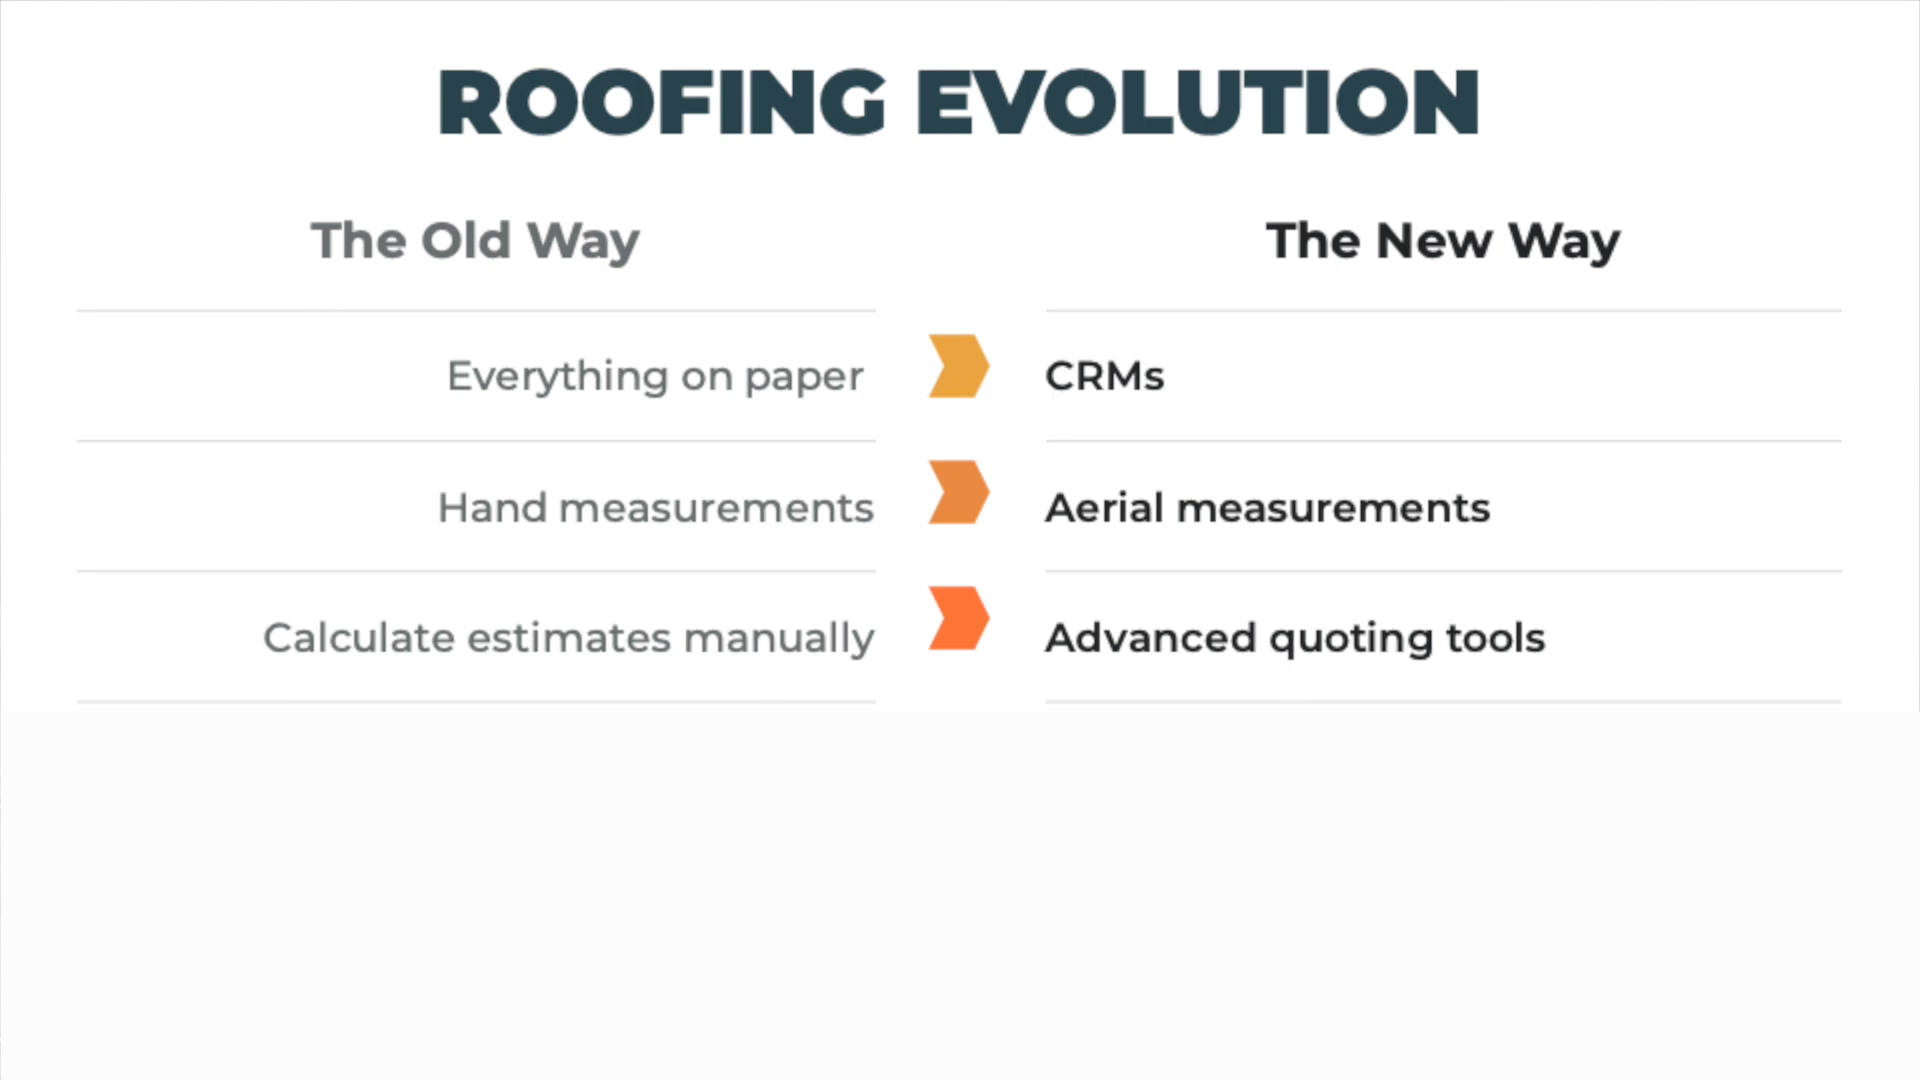 ROOFING EVOLUTION
The Old Way
The New Way
Everything on paper
CRMs
Hand measurements
Aerial measurements
Calculate estimates manually
Advanced quoting tools